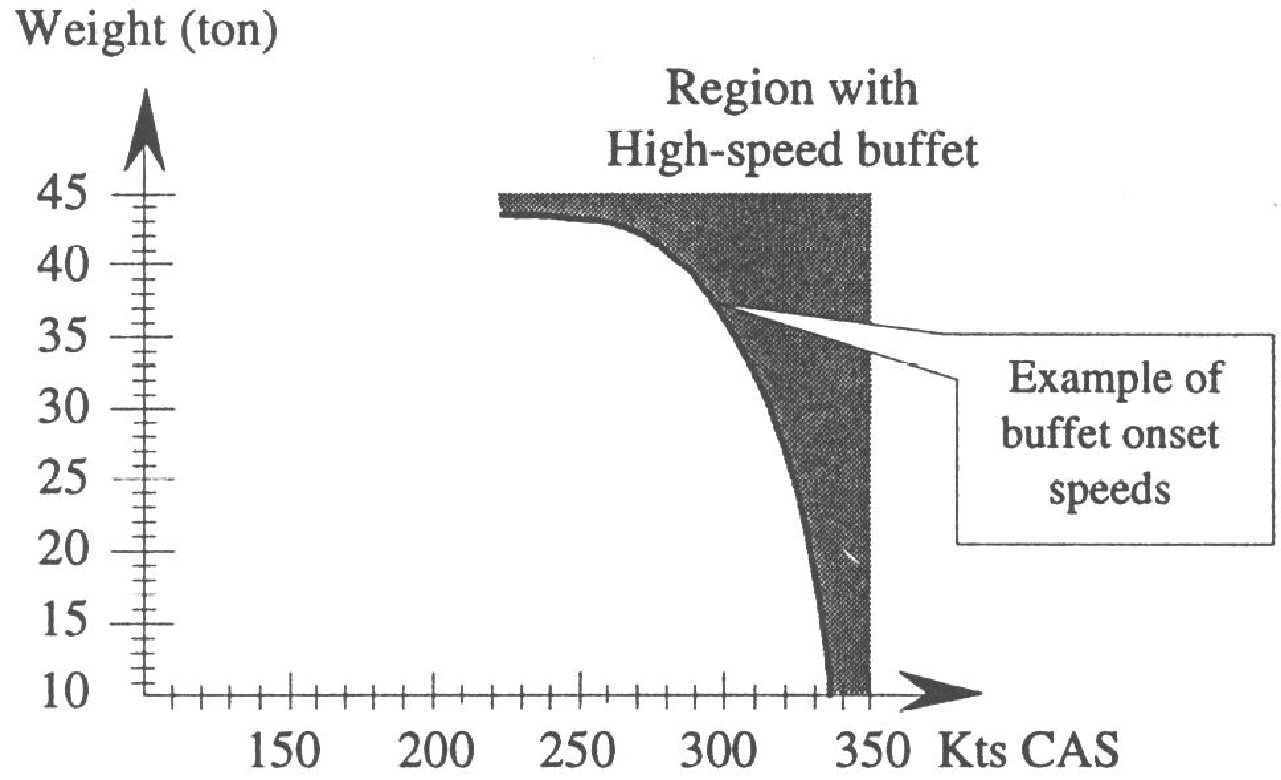 Weight (ton)
Region with
High-speed buffet
45
40
35
30
25
20
15
10
Example of
buffet onset
speeds
150 200 250 300 350 Kts CAS